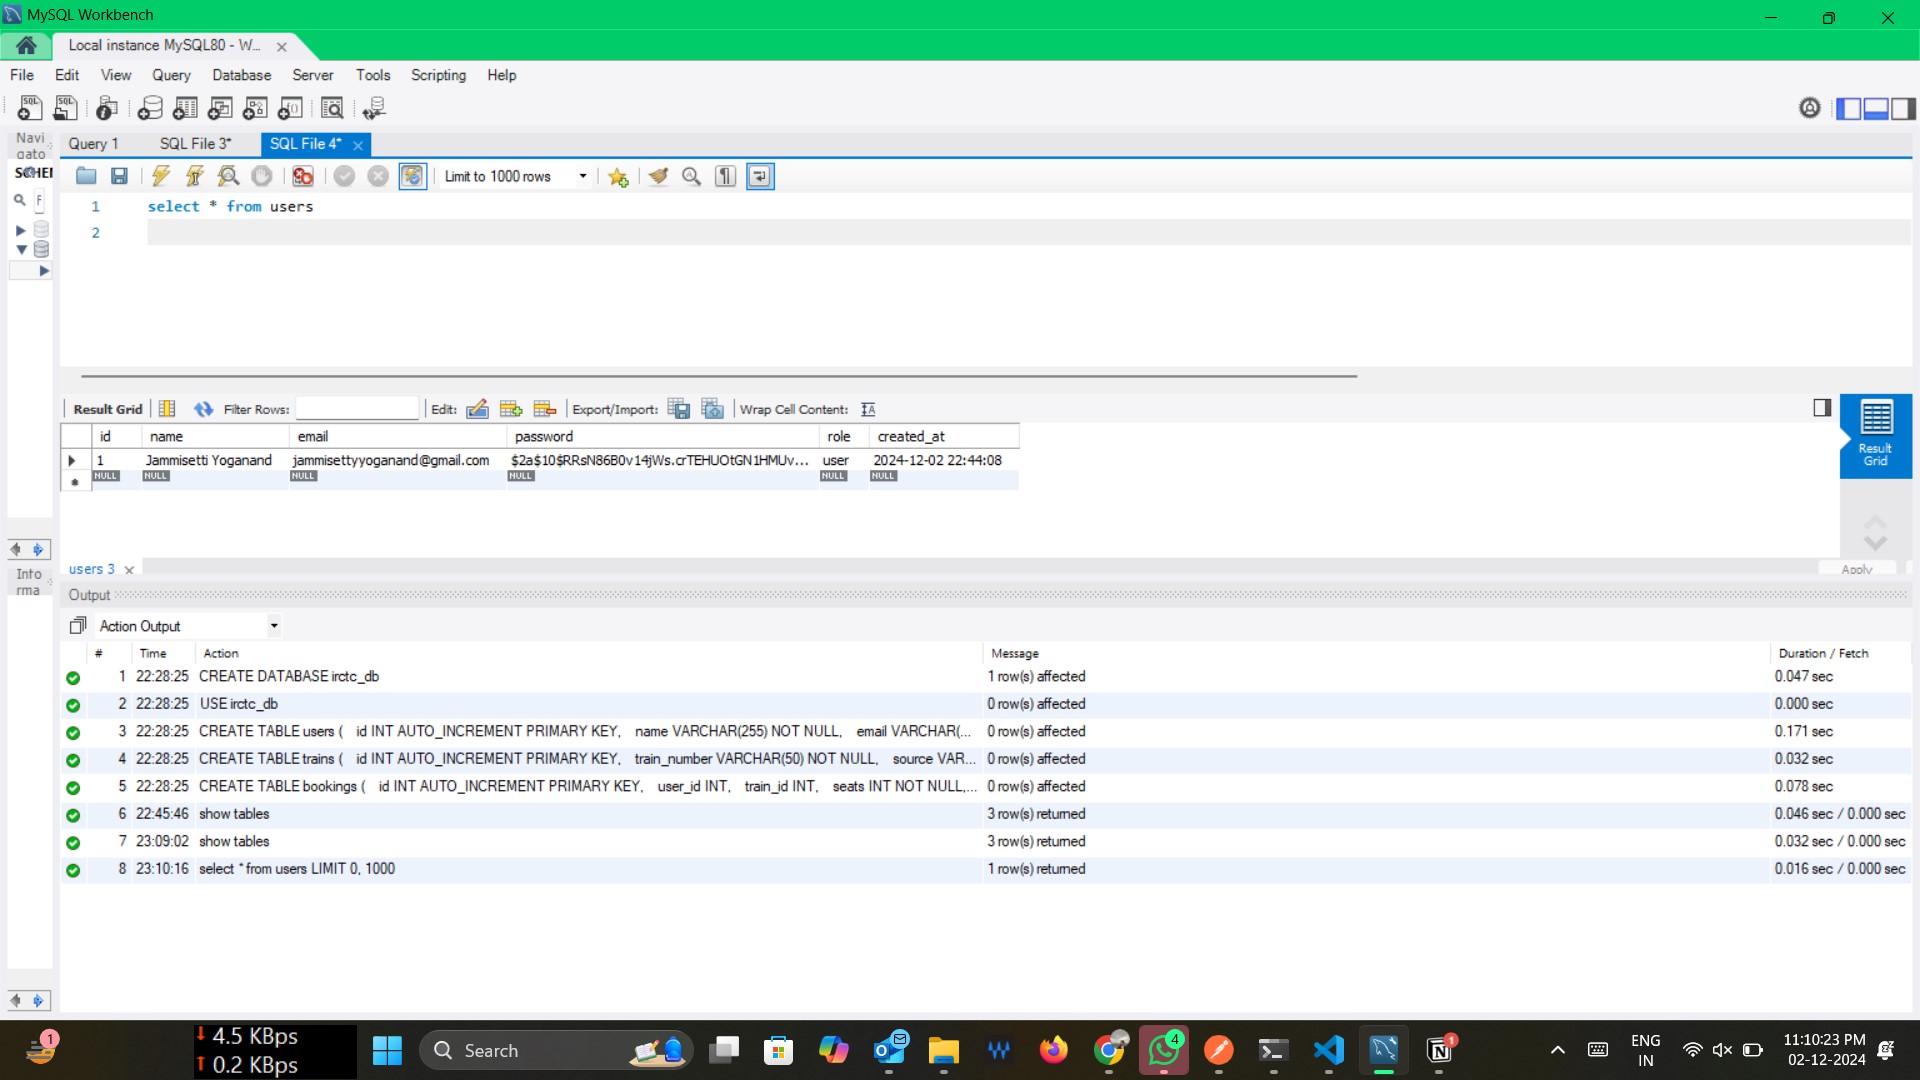 MySQL Workbench
Local instance MySQL80 - W...
File Edit View Query Database Server Tools Scripting Help
Navi
gato
Query 1 SQL File 3* SQL File 4*
Limit to 1000 rows
F
1 select * from users
2
Result Grid Filter Rows: Edit: Export/Import: Wrap Cell Content:
id name email password role created_at
1 Jammisetti Yoganand jammisettyyoganand@gmail.com $2a$10$RRsN86B0v14jWs.crTEHUOtGN1HMUv... user 2024-12-02 22:44:08
NULL NULL NULL NULL NULL NULL
Result
Grid
users 3
Apply
Info
rma
Output
Action Output
# Time Action Message Duration / Fetch
1 22:28:25 CREATE DATABASE irctc_db 1 row(s) affected 0.047 sec
2 22:28:25 USE irctc_db 0 row(s) affected 0.000 sec
3 22:28:25 CREATE TABLE users ( id INT AUTO_INCREMENT PRIMARY KEY, name VARCHAR(255) NOT NULL, email VARCHAR(... 0 row(s) affected 0.171 sec
4 22:28:25 CREATE TABLE trains ( id INT AUTO_INCREMENT PRIMARY KEY, train_number VARCHAR(50) NOT NULL, source VAR... 0 row(s) affected 0.032 sec
5 22:28:25 CREATE TABLE bookings ( id INT AUTO_INCREMENT PRIMARY KEY, user_id INT, train_id INT, seats INT NOT NULL,... 0 row(s) affected 0.078 sec
6 22:45:46 show tables 3 row(s) returned 0.046 sec / 0.000 sec
7 23:09:02 show tables 3 row(s) returned 0.032 sec / 0.000 sec
8 23:10:16 select * from users LIMIT 0, 1000 1 row(s) returned 0.016 sec / 0.000 sec
1
4.5 KBps
0.2 KBps
Search
4
1
ENG
IN
11:10:23 PM
02-12-2024